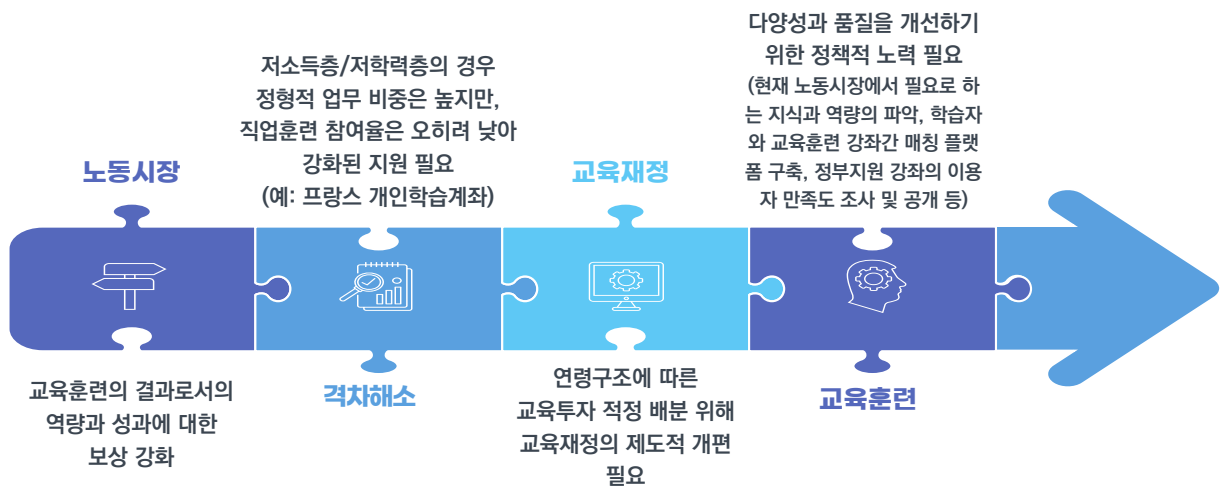 노동시장
교육훈련의 결과로서의
역량과 성과에 대한
보상 강화
저소득층/저학력층의 경우
정형적 업무 비중은 높지만,
직업훈련 참여율은 오히려 낮아
강화된 지원 필요
(예: 프랑스 개인학습계좌)
격차해소
교육재정
연령구조에 따른
교육투자 적정 배분 위해
교육재정의 제도적 개편
필요
다양성과 품질을 개선하기
위한 정책적 노력 필요
(현재 노동시장에서 필요로 하
는 지식과 역량의 파악, 학습자
와 교육훈련 강좌간 매칭 플랫
폼 구축, 정부지원 강좌의 이용
자 만족도 조사 및 공개 등)
교육훈련